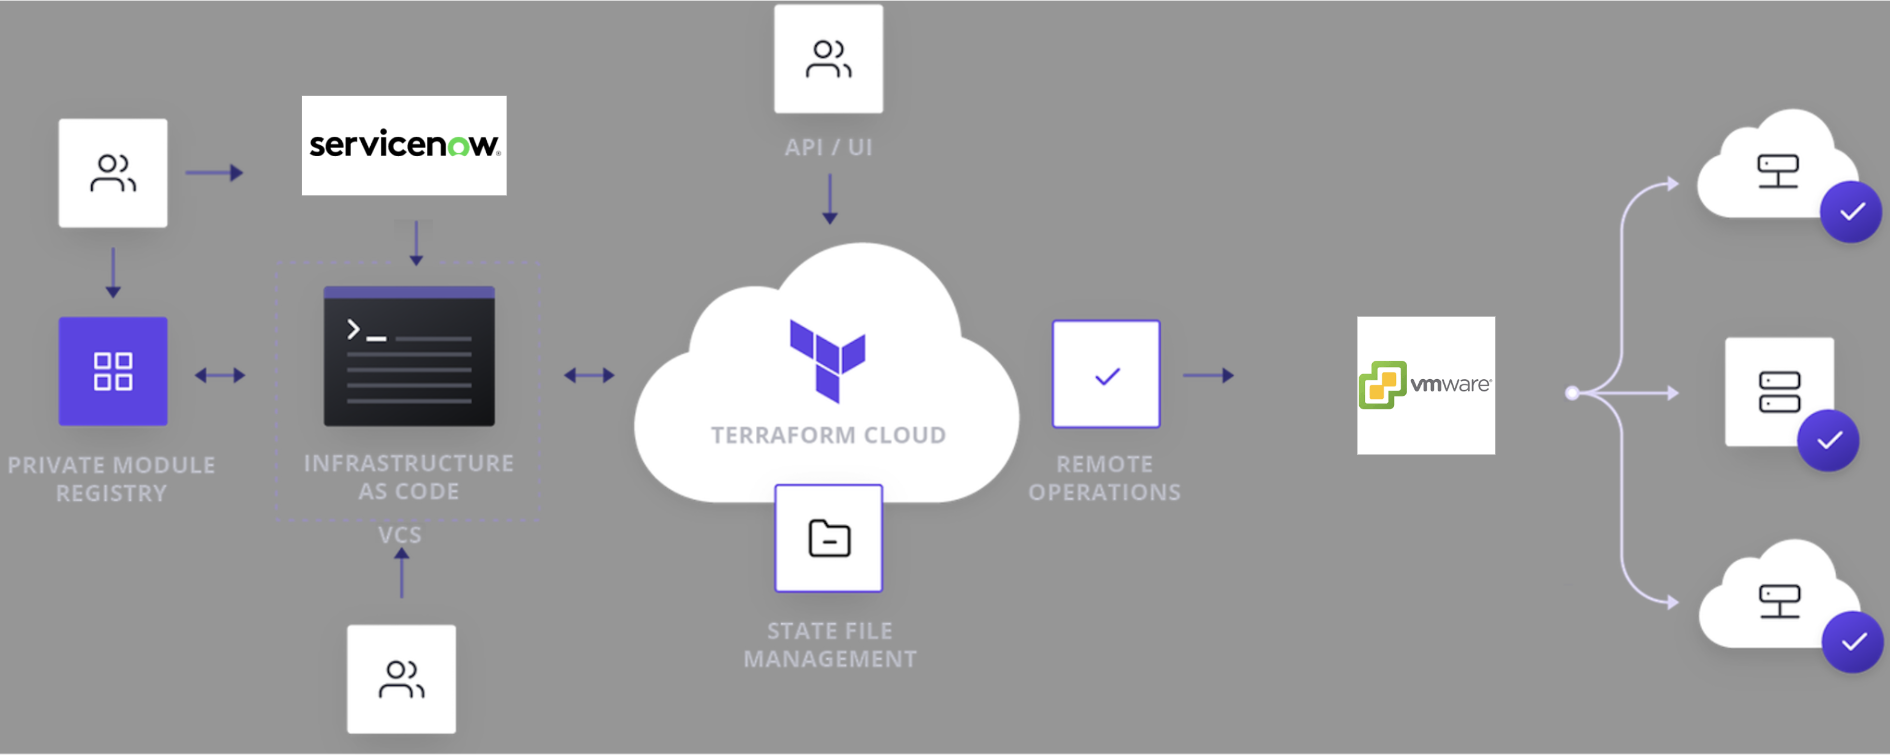 servicenow
API / UI
PRIVATE MODULE
REGISTRY
INFRASTRUCTURE
AS CODE
VCS
TERRAFORM CLOUD
STATE FILE
MANAGEMENT
REMOTE
OPERATIONS
vmware